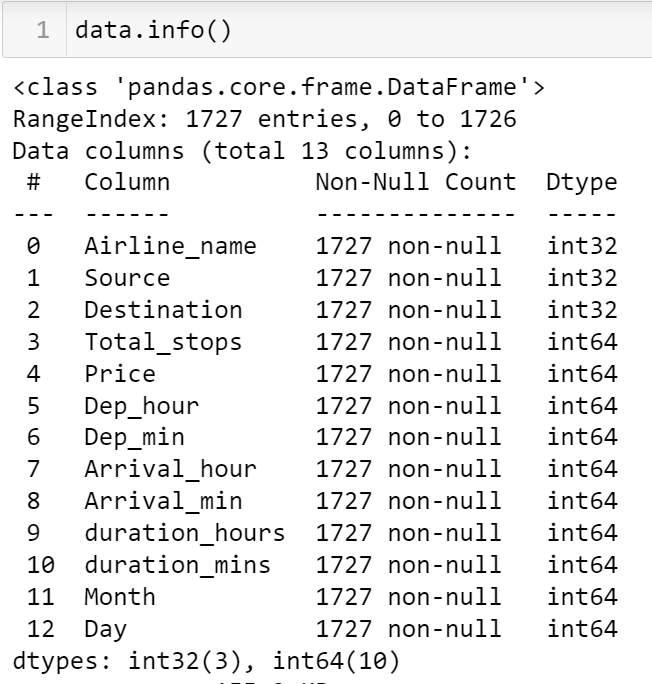 1 data.info()
<class 'pandas.core.frame.DataFrame'>
RangeIndex: 1727 entries, 0 to 1726
Data columns (total 13 columns):
 #   Column          Non-Null Count  Dtype
---  ------          --------------  -----
 0   Airline_name    1727 non-null   int32
 1   Source          1727 non-null   int32
 2   Destination     1727 non-null   int32
 3   Total_stops     1727 non-null   int64
 4   Price           1727 non-null   int64
 5   Dep_hour        1727 non-null   int64
 6   Dep_min         1727 non-null   int64
 7   Arrival_hour    1727 non-null   int64
 8   Arrival_min     1727 non-null   int64
 9   duration_hours  1727 non-null   int64
 10  duration_mins   1727 non-null   int64
 11  Month           1727 non-null   int64
 12  Day             1727 non-null   int64
dtypes: int32(3), int64(10)